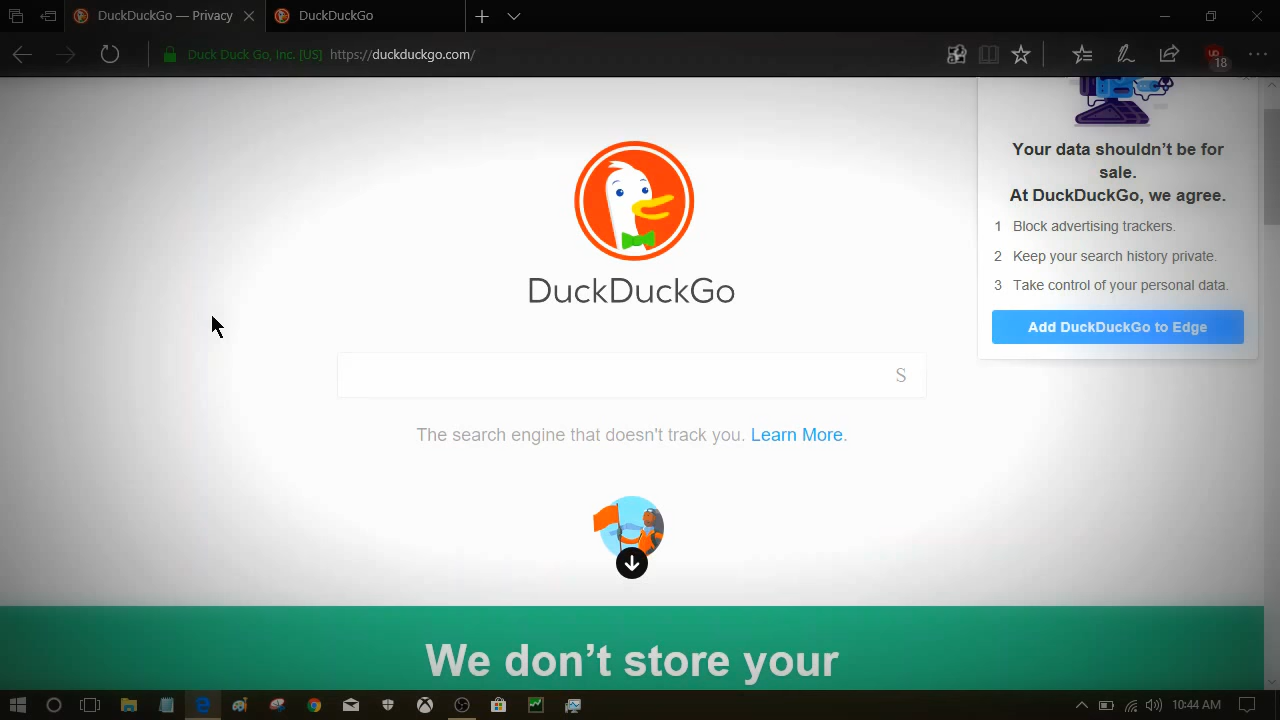 DuckDuckGo — Privacy
DuckDuckGo
Duck Duck Go, Inc. [US] https://duckduckgo.com/
18
Your data shouldn’t be for
sale.
At DuckDuckGo, we agree.
1 Block advertising trackers.
2 Keep your search history private.
3 Take control of your personal data.
Add DuckDuckGo to Edge
DuckDuckGo
S
The search engine that doesn't track you. Learn More.
We don’t store your
10:44 AM